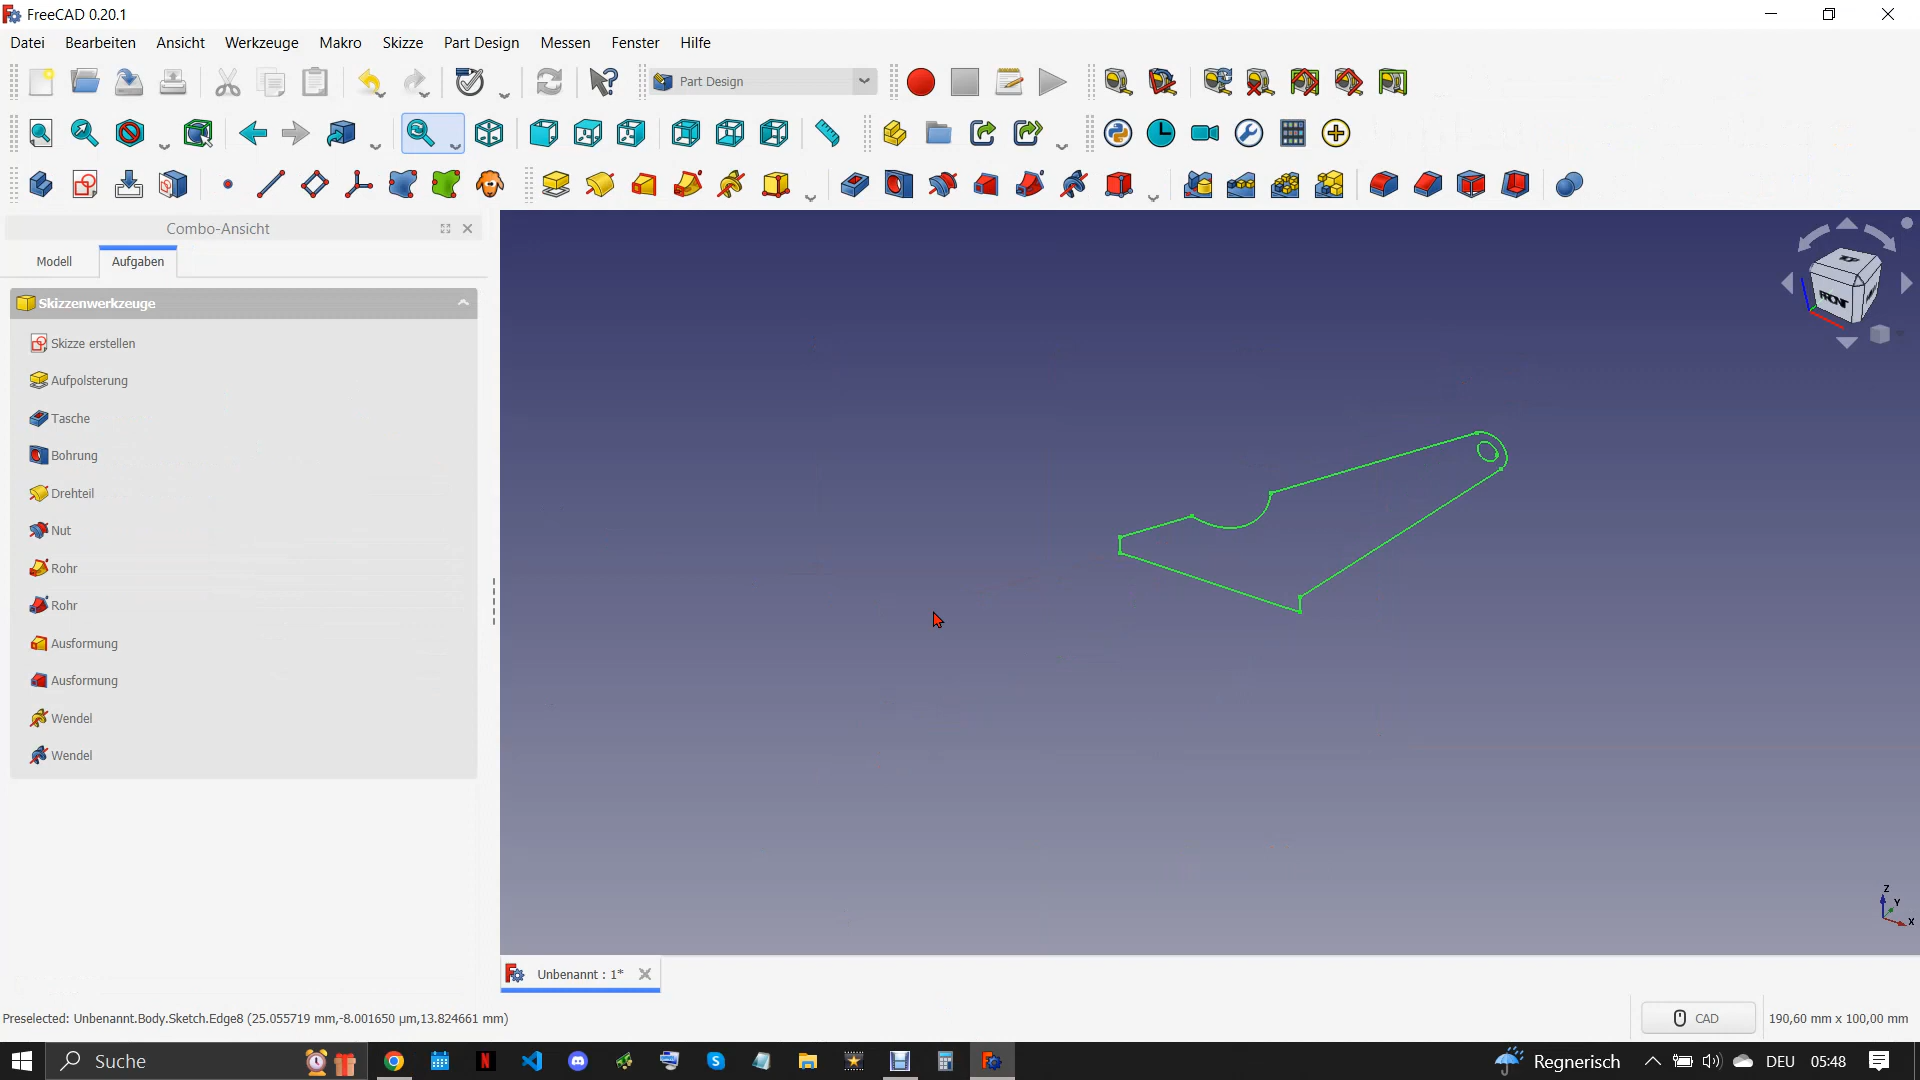 FreeCAD 0.20.1
Datei Bearbeiten Ansicht Werkzeuge Makro Skizze Part Design Messen Fenster Hilfe
Part Design
Combo-Ansicht
Modell Aufgaben
Skizzenwerkzeuge
Skizze erstellen
Aufpolsterung
Tasche
Bohrung
Drehteil
Nut
Rohr
Rohr
Ausformung
Ausformung
Wendel
Wendel
TOP
FRONT
Z
Y
X
Unbenannt : 1*
Preselected: Unbenannt.Body.Sketch.Edge8 (25.055719 mm,-8.001650 µm,13.824661 mm)
CAD
190,60 mm x 100,00 mm
Suche
Regnerisch
DEU
05:48